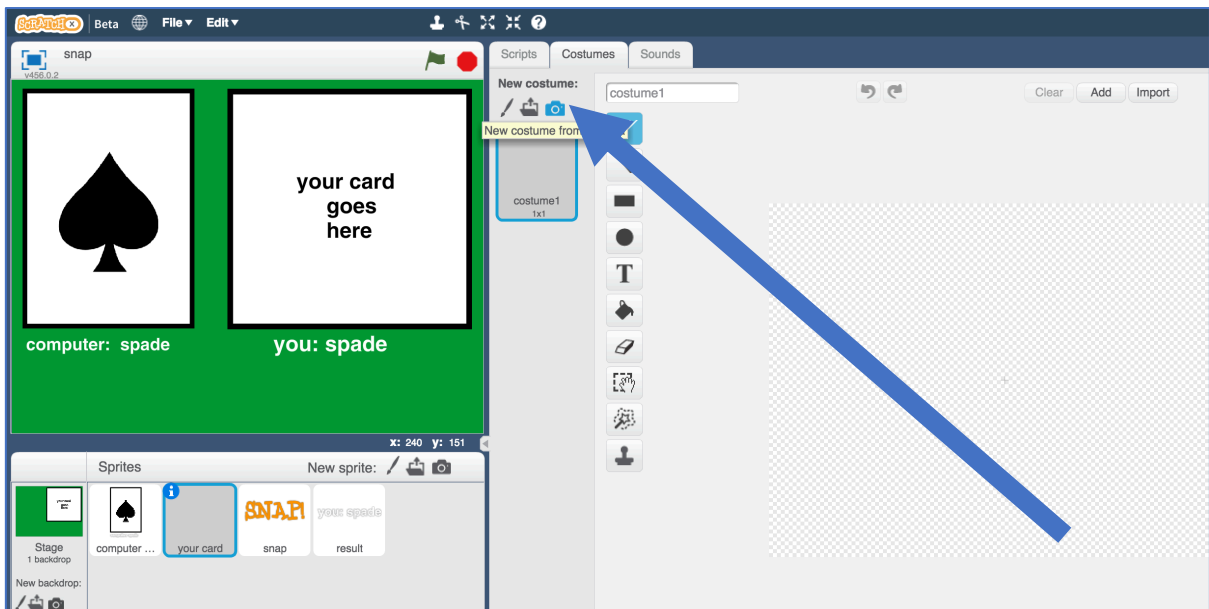 SCRATCHX Beta File▾ Edit▾
snap
v456.0.2
your card
goes
here
computer: spade
you: spade
x: 240 y: 151
Sprites New sprite:
Stage
1 backdrop
New backdrop:
computer ...
your card
SNAP!
snap
you: spade
result
Scripts Costumes Sounds
New costume:
New costume from
costume1
1x1
costume1
Clear Add Import
T